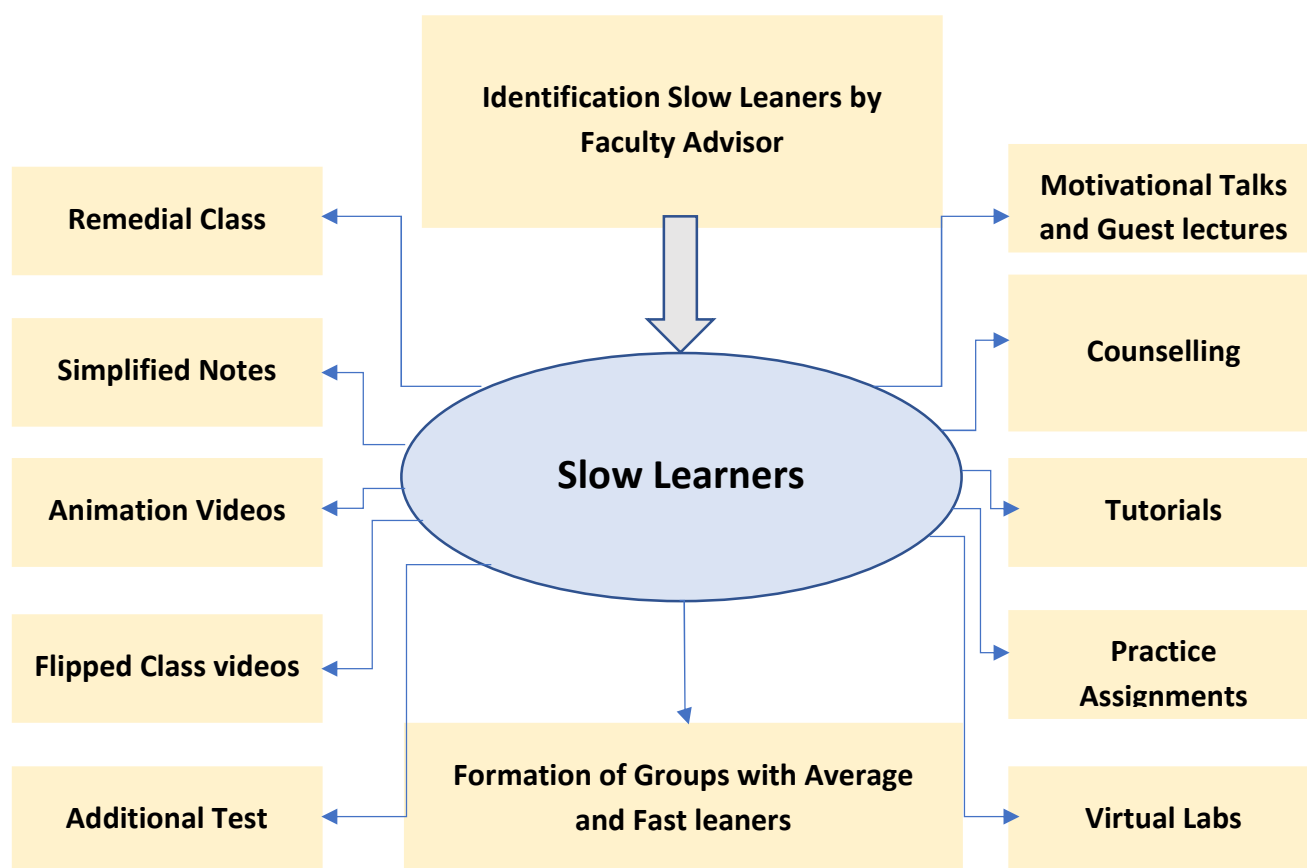 Identification Slow Leaners by
Faculty Advisor
Remedial Class
Motivational Talks
and Guest lectures
Simplified Notes
Counselling
Slow Learners
Animation Videos
Tutorials
Flipped Class videos
Practice
Assignments
Formation of Groups with Average
and Fast leaners
Additional Test
Virtual Labs